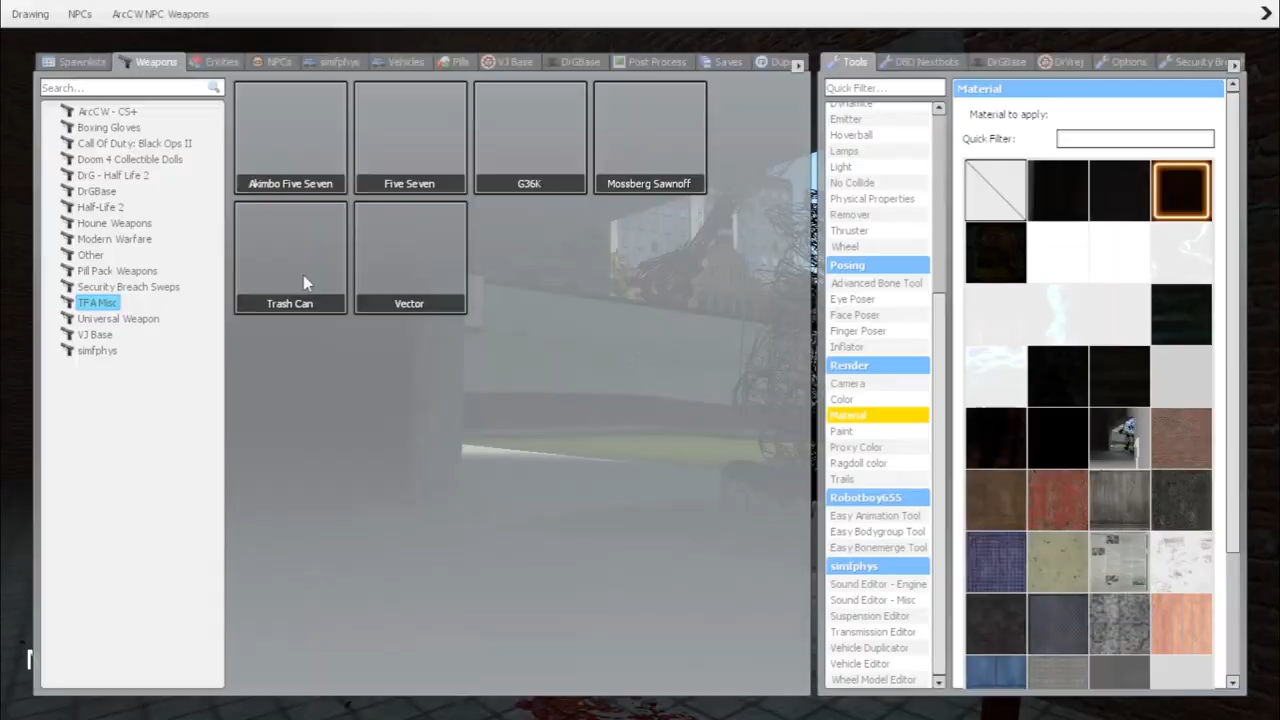 Drawing NPCs ArcCW NPC Weapons
Spawnlists Weapons Entities NPCs simfphys Vehicles Pills VJ Base DrGBase Post Process Saves Dup
Tools DBD Nextbots DrGBase DrVrej Options Security Br
Search...
ArcCW - CS+
Boxing Gloves
Call Of Duty: Black Ops II
Doom 4 Collectible Dolls
DrG - Half Life 2
DrGBase
Half-Life 2
Houne Weapons
Modern Warfare
Other
Pill Pack Weapons
Security Breach Sweps
TFA Misc
Universal Weapon
VJ Base
simfphys
Akimbo Five Seven
Five Seven
G36K
Mossberg Sawnoff
Trash Can
Vector
Quick Filter...
Dynamite
Emitter
Hoverball
Lamps
Light
No Collide
Physical Properties
Remover
Thruster
Wheel
Posing
Advanced Bone Tool
Eye Poser
Face Poser
Finger Poser
Inflator
Render
Camera
Color
Material
Paint
Proxy Color
Ragdoll color
Trails
Robotboy655
Easy Animation Tool
Easy Bodygroup Tool
Easy Bonemerge Tool
simfphys
Sound Editor - Engine
Sound Editor - Misc
Suspension Editor
Transmission Editor
Vehicle Duplicator
Vehicle Editor
Wheel Model Editor
Material
Material to apply:
Quick Filter: